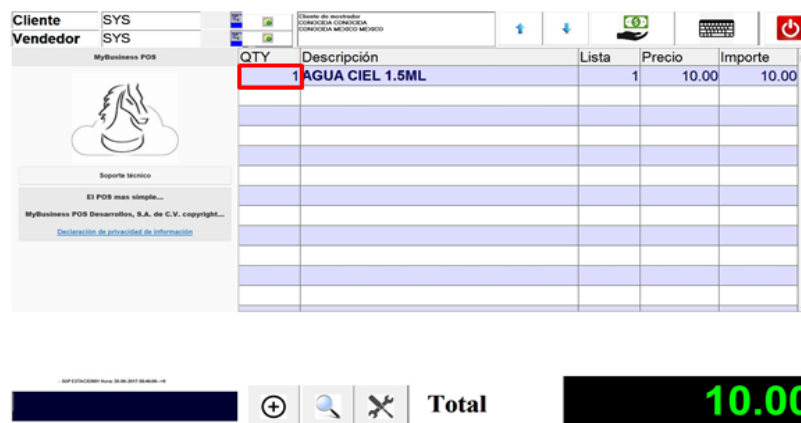 Cliente SYS
Vendedor SYS
Cliente de mostrador
CONOCIDA CONOCIDA
CONOCIDA MEXICO MEXICO
MyBusiness POS
Soporte técnico
El POS mas simple...
MyBusiness POS Desarrollos, S.A. de C.V. copyright...
Declaración de privacidad de información
QTY Descripción Lista Precio Importe
1 AGUA CIEL 1.5ML 1 10.00 10.00
Total 10.00